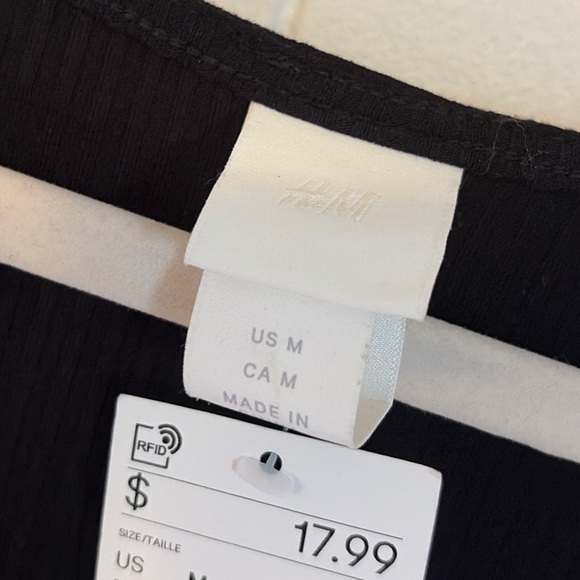 H&M
US M
CA M
MADE IN
RFID
$ 17.99
SIZE/TAILLE
US M